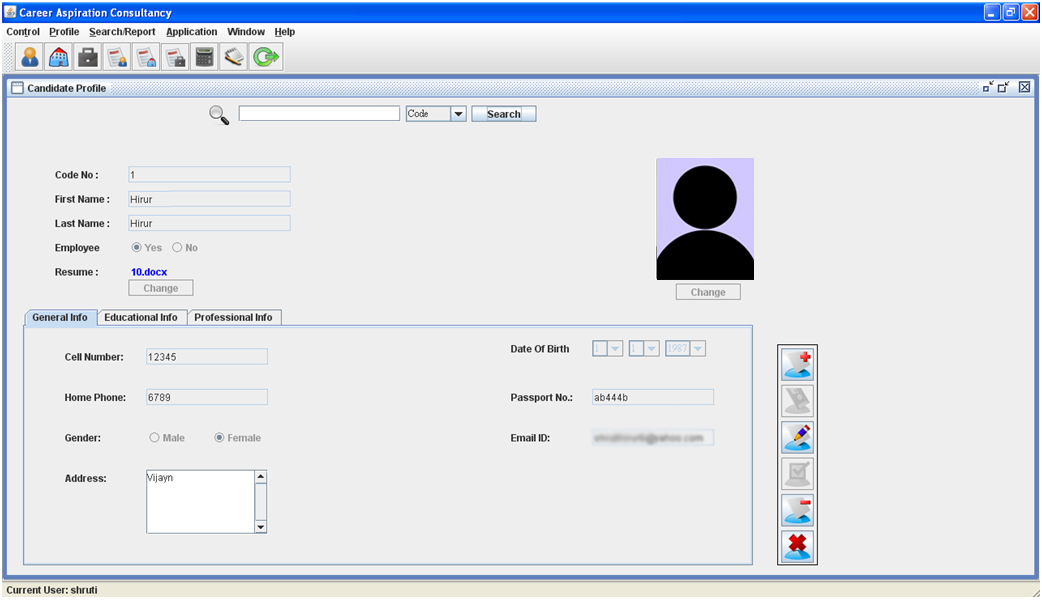 Career Aspiration Consultancy
Control Profile Search/Report Application Window Help
Candidate Profile
Code Search
Code No : 1
First Name : Hirur
Last Name : Hirur
Employee Yes No
Resume : 10.docx
Change
Change
General Info Educational Info Professional Info
Cell Number: 12345
Date Of Birth 1 1 1987
Home Phone: 6789
Passport No.: ab444b
Gender: Male Female
Email ID:
Address: Vijayn
Current User: shruti